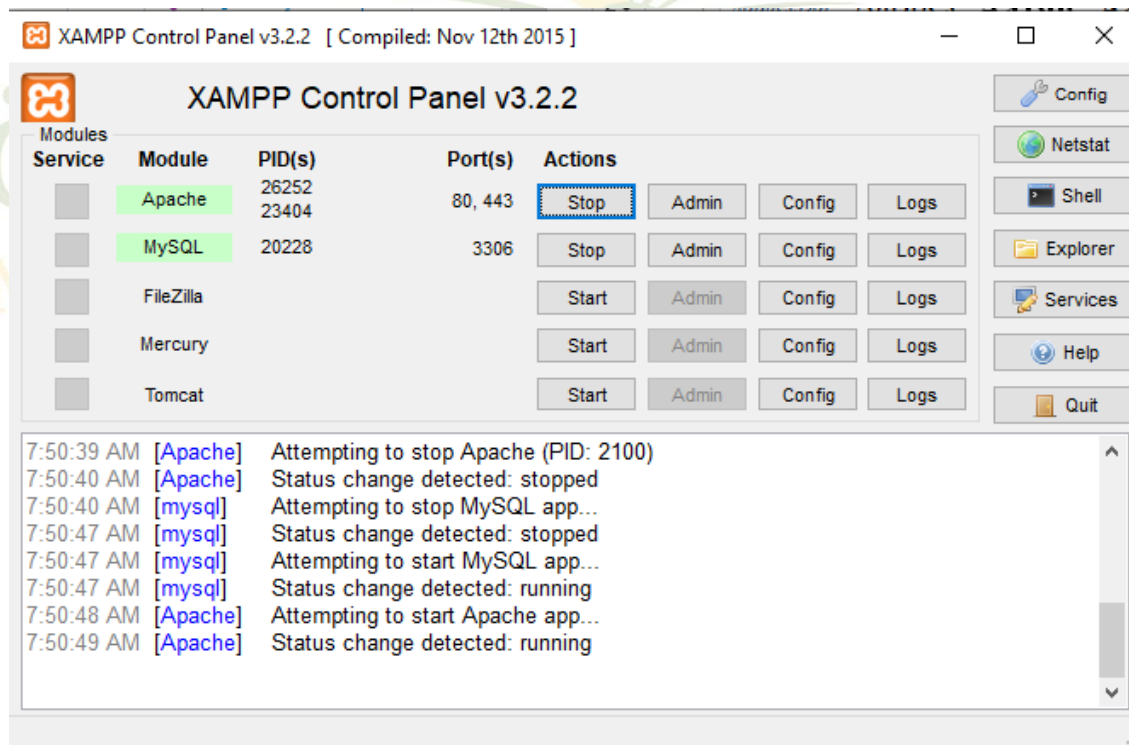 XAMPP Control Panel v3.2.2 [ Compiled: Nov 12th 2015 ]
XAMPP Control Panel v3.2.2
Config
Modules
Service Module PID(s) Port(s) Actions
Netstat
Apache 26252 23404 80, 443 Stop Admin Config Logs
Shell
MySQL 20228 3306 Stop Admin Config Logs
Explorer
FileZilla Start Admin Config Logs
Services
Mercury Start Admin Config Logs
Help
Tomcat Start Admin Config Logs
Quit
7:50:39 AM [Apache] Attempting to stop Apache (PID: 2100)
7:50:40 AM [Apache] Status change detected: stopped
7:50:40 AM [mysql] Attempting to stop MySQL app...
7:50:47 AM [mysql] Status change detected: stopped
7:50:47 AM [mysql] Attempting to start MySQL app...
7:50:47 AM [mysql] Status change detected: running
7:50:48 AM [Apache] Attempting to start Apache app...
7:50:49 AM [Apache] Status change detected: running